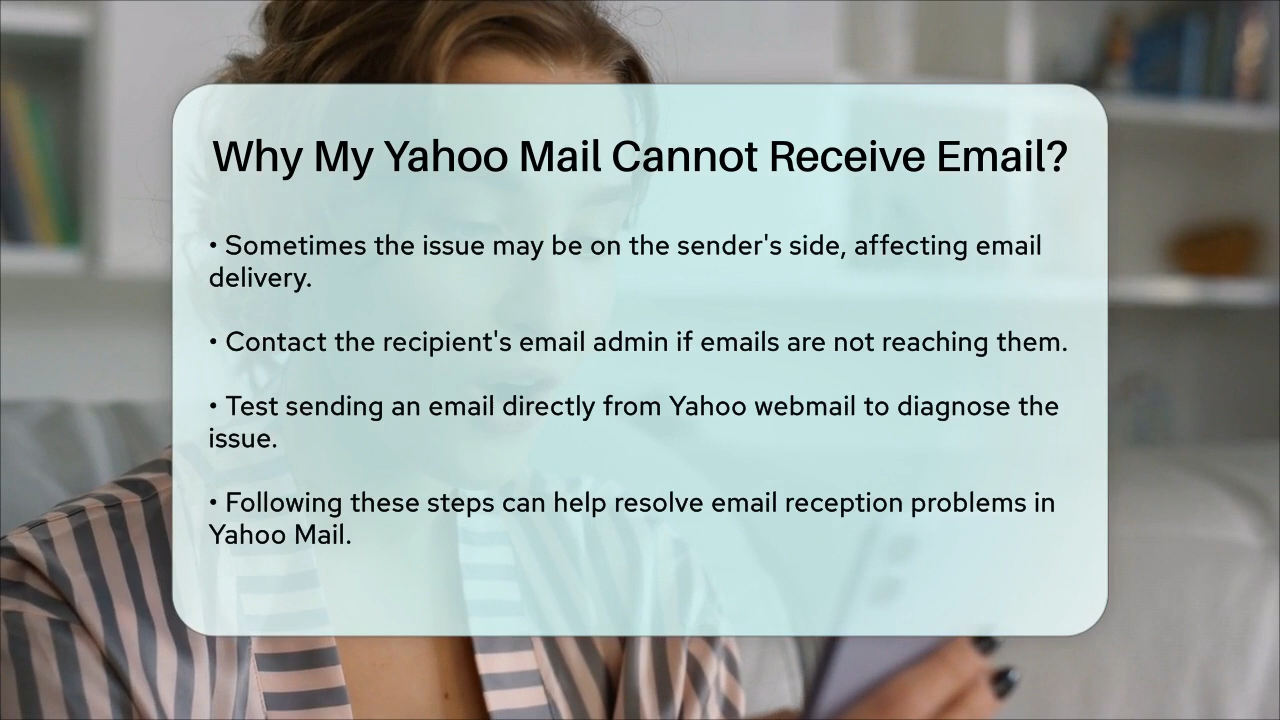 Why My Yahoo Mail Cannot Receive Email?
• Sometimes the issue may be on the sender's side, affecting email
delivery.
• Contact the recipient's email admin if emails are not reaching them.
• Test sending an email directly from Yahoo webmail to diagnose the
issue.
• Following these steps can help resolve email reception problems in
Yahoo Mail.